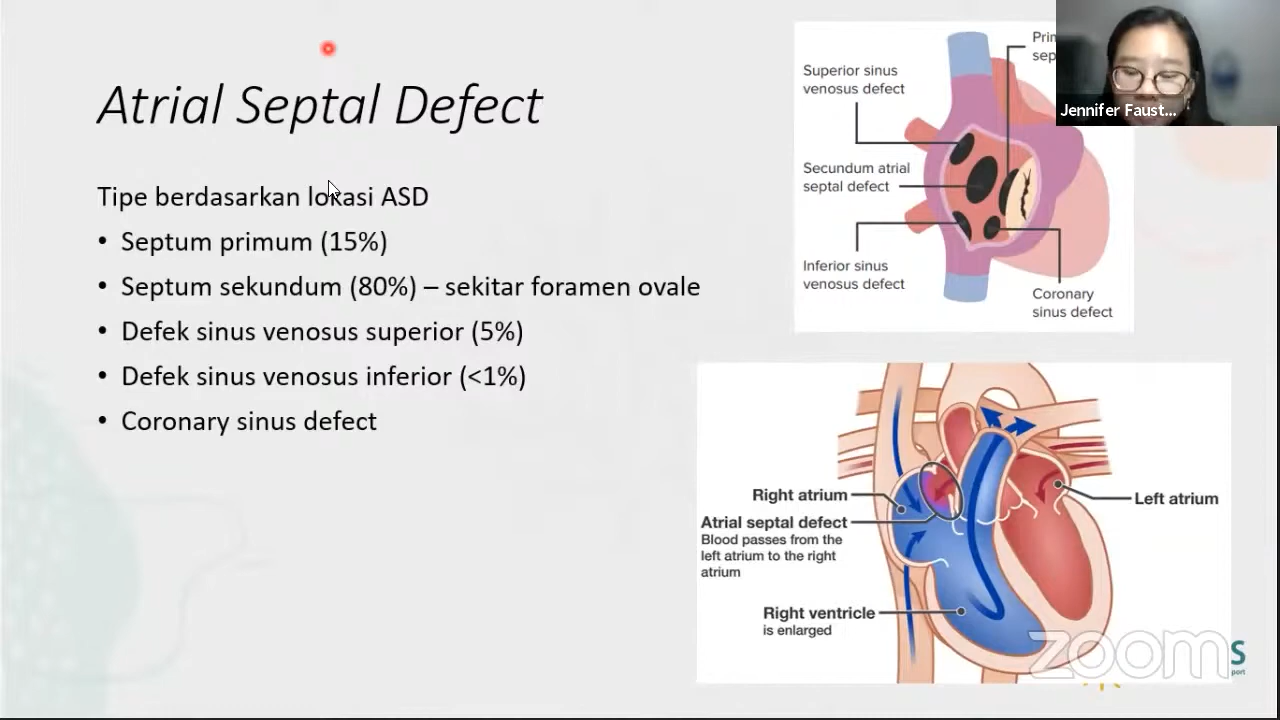 Atrial Septal Defect
Tipe berdasarkan lokasi ASD
• Septum primum (15%)
• Septum sekundum (80%) – sekitar foramen ovale
• Defek sinus venosus superior (5%)
• Defek sinus venosus inferior (<1%)
• Coronary sinus defect
Superior sinus
venosus defect
Secundum atrial
septal defect
Inferior sinus
venosus defect
Coronary
sinus defect
Jennifer Faust...
Right atrium
Atrial septal defect
Blood passes from the
left atrium to the right
atrium
Right ventricle
is enlarged
Left atrium
zoom